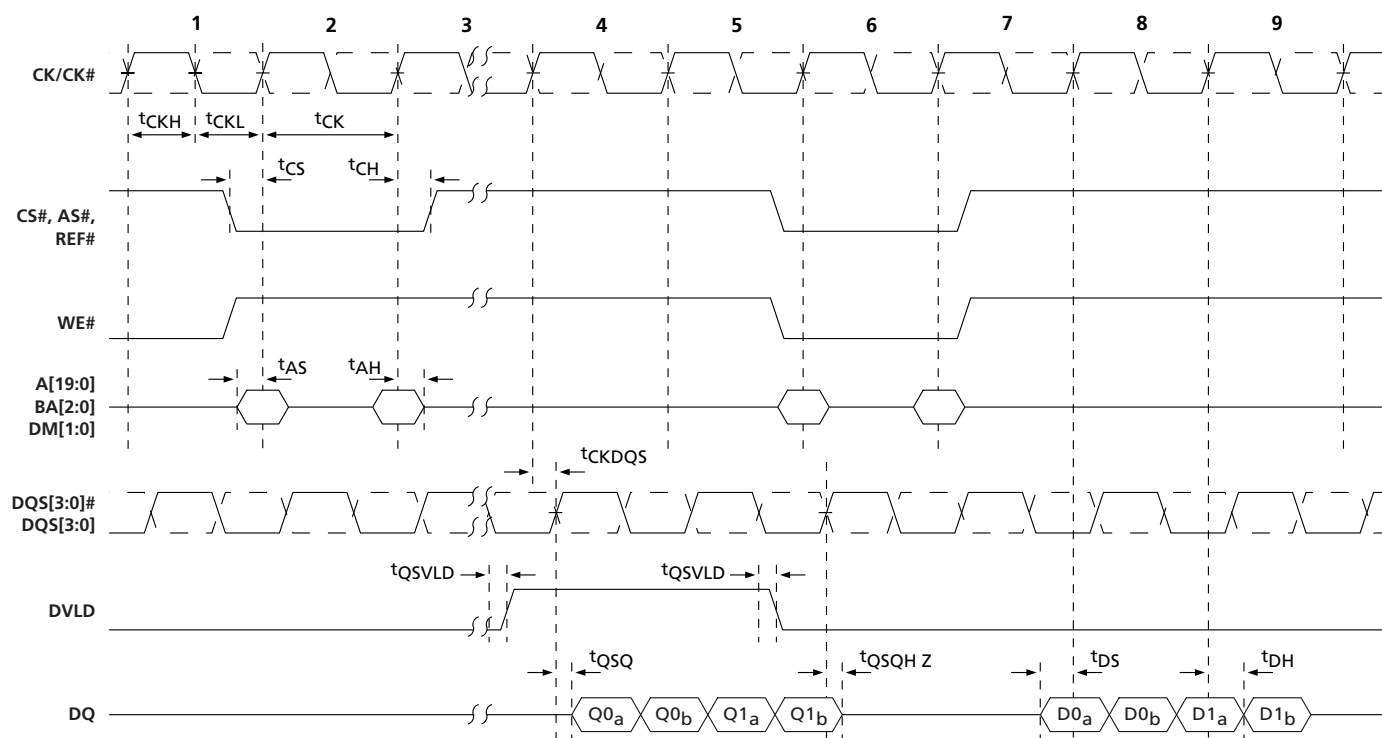 1 2 3 4 5 6 7 8 9
CK/CK#
tCKH tCKL tCK
tCS tCH
CS#, AS#,
REF#
WE#
tAS tAH
A[19:0]
BA[2:0]
DM[1:0]
tCKDQS
DQS[3:0]#
DQS[3:0]
tQSVLD tQSVLD
DVLD
tQSQ tQSQH Z tDS tDH
DQ Q0a Q0b Q1a Q1b D0a D0b D1a D1b